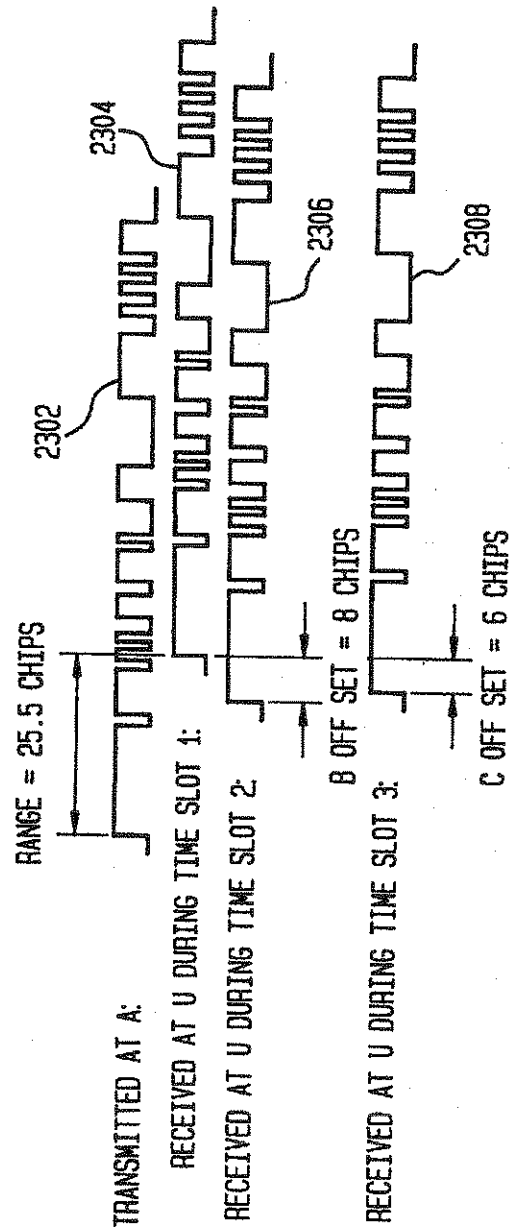 RANGE = 25.5 CHIPS
TRANSMITTED AT A:
2302
RECEIVED AT U DURING TIME SLOT 1:
2304
RECEIVED AT U DURING TIME SLOT 2:
2306
B OFF SET = 8 CHIPS
RECEIVED AT U DURING TIME SLOT 3:
2308
C OFF SET = 6 CHIPS